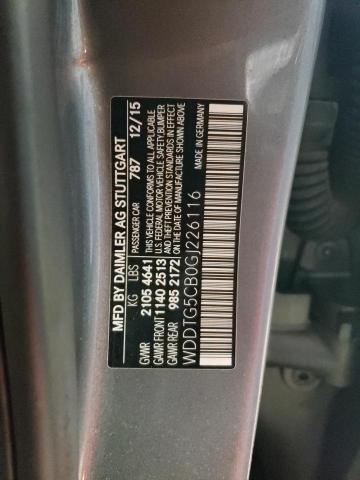 MFD BY DAIMLER AG STUTTGART
PASSENGER CAR 787 12/15
KG LBS
GVWR 2105 4641
GAWR FRONT 1140 2513
GAWR REAR 985 2172
THIS VEHICLE CONFORMS TO ALL APPLICABLE
U.S. FEDERAL MOTOR VEHICLE SAFETY, BUMPER
AND THEFT PREVENTION STANDARDS IN EFFECT
ON THE DATE OF MANUFACTURE SHOWN ABOVE
WDDTG5CB0GJ226116
MADE IN GERMANY